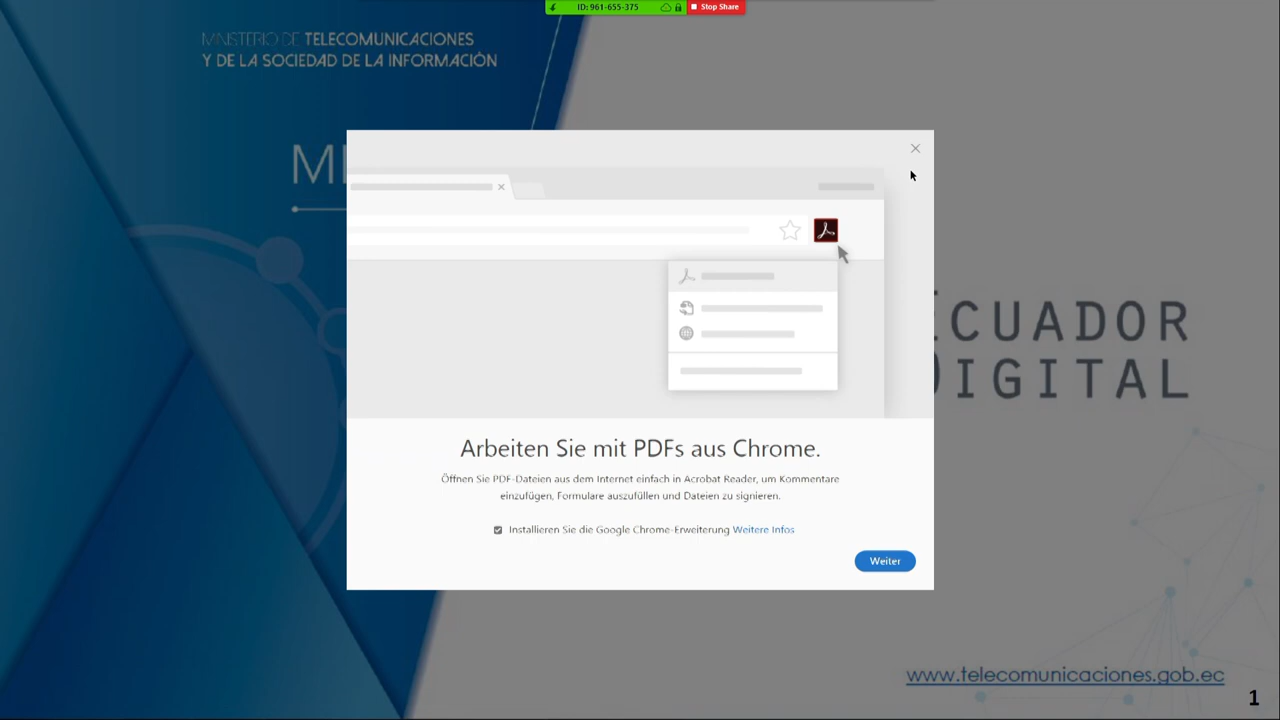 ID: 961-655-375
Stop Share
MINISTERIO DE TELECOMUNICACIONES
Y DE LA SOCIEDAD DE LA INFORMACIÓN
ECUADOR
DIGITAL
Arbeiten Sie mit PDFs aus Chrome.
Öffnen Sie PDF-Dateien aus dem Internet einfach in Acrobat Reader, um Kommentare
einzufügen, Formulare auszufüllen und Dateien zu signieren.
Installieren Sie die Google Chrome-Erweiterung Weitere Infos
Weiter
www.telecomunicaciones.gob.ec
1